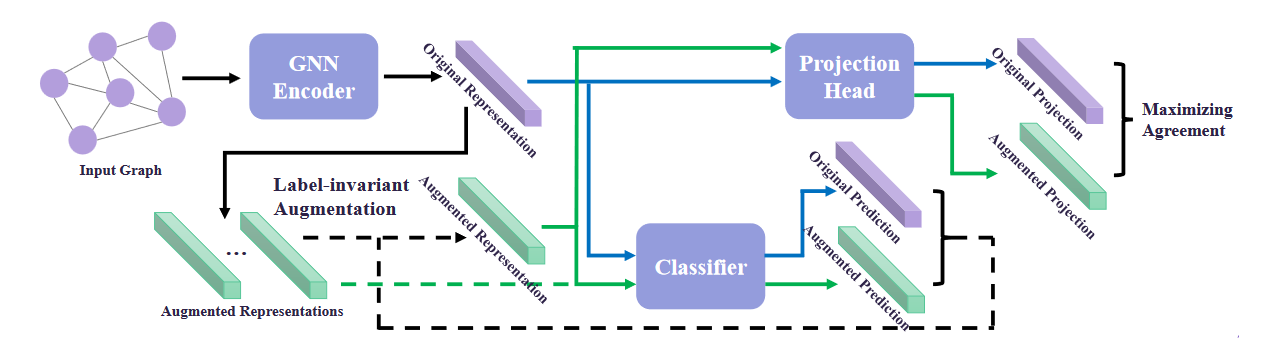 GNN
Encoder
Original Representation
Projection
Head
Original Projection
Maximizing
Agreement
Input Graph
Label-invariant
Augmentation
Augmented Representation
Original Prediction
Augmented Projection
...
Classifier
Augmented Prediction
Augmented Representations